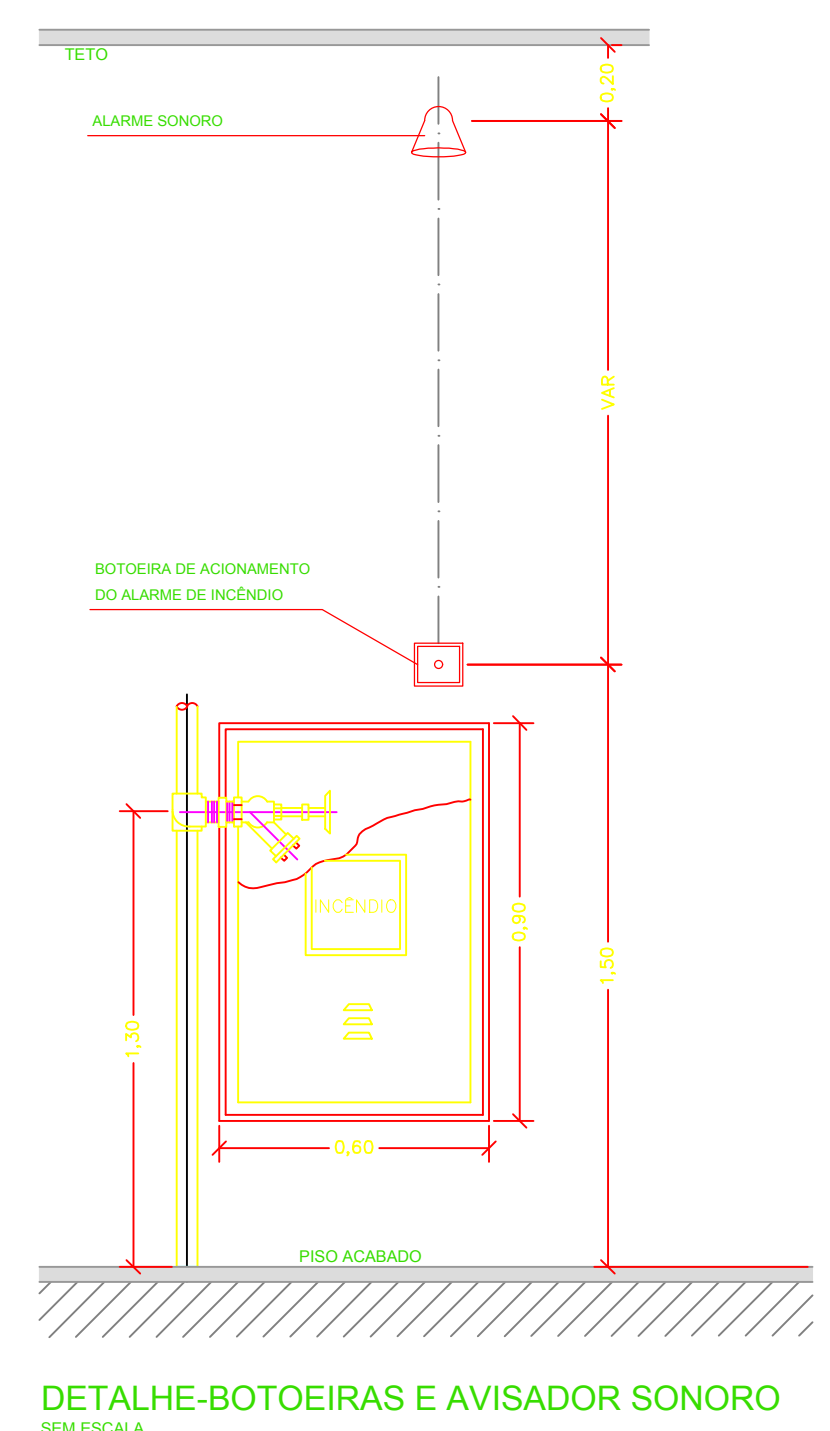 TETO
0,20
ALARME SONORO
VAR
BOTOEIRA DE ACIONAMENTO
DO ALARME DE INCÊNDIO
INCÊNDIO
0,90
1,50
1,30
0,60
PISO ACABADO
DETALHE-BOTOEIRAS E AVISADOR SONORO
SEM ESCALA